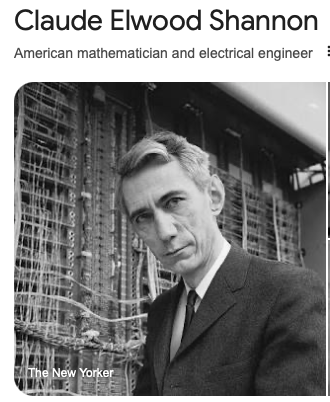 Claude Elwood Shannon
American mathematician and electrical engineer
The New Yorker